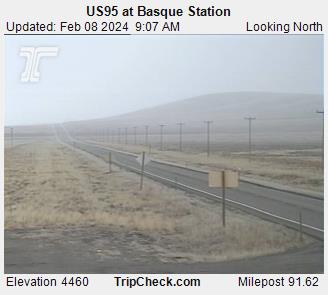 US95 at Basque Station
Updated: Feb 08 2024 9:07 AM Looking North
Elevation 4460 TripCheck.com Milepost 91.62